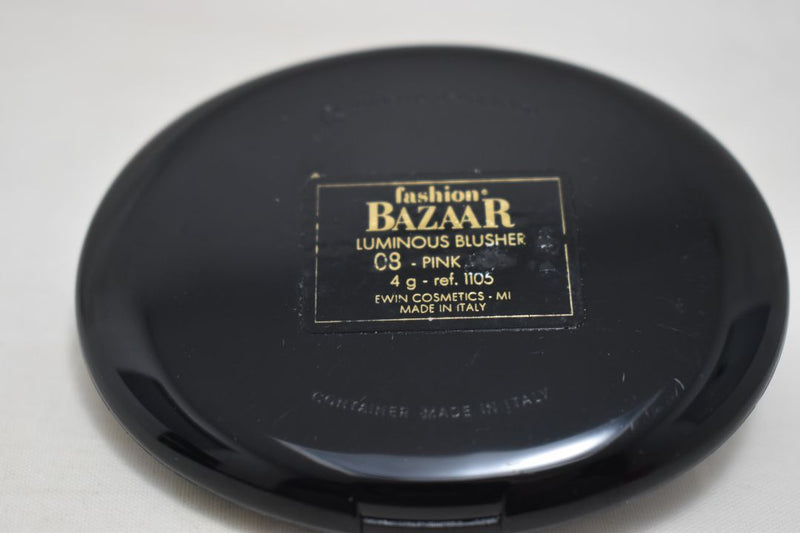 fashion
BAZAAR
LUMINOUS BLUSHER
08 - PINK
4 g - ref. 1105
EWIN COSMETICS - MI
MADE IN ITALY
CONTAINER MADE IN ITALY